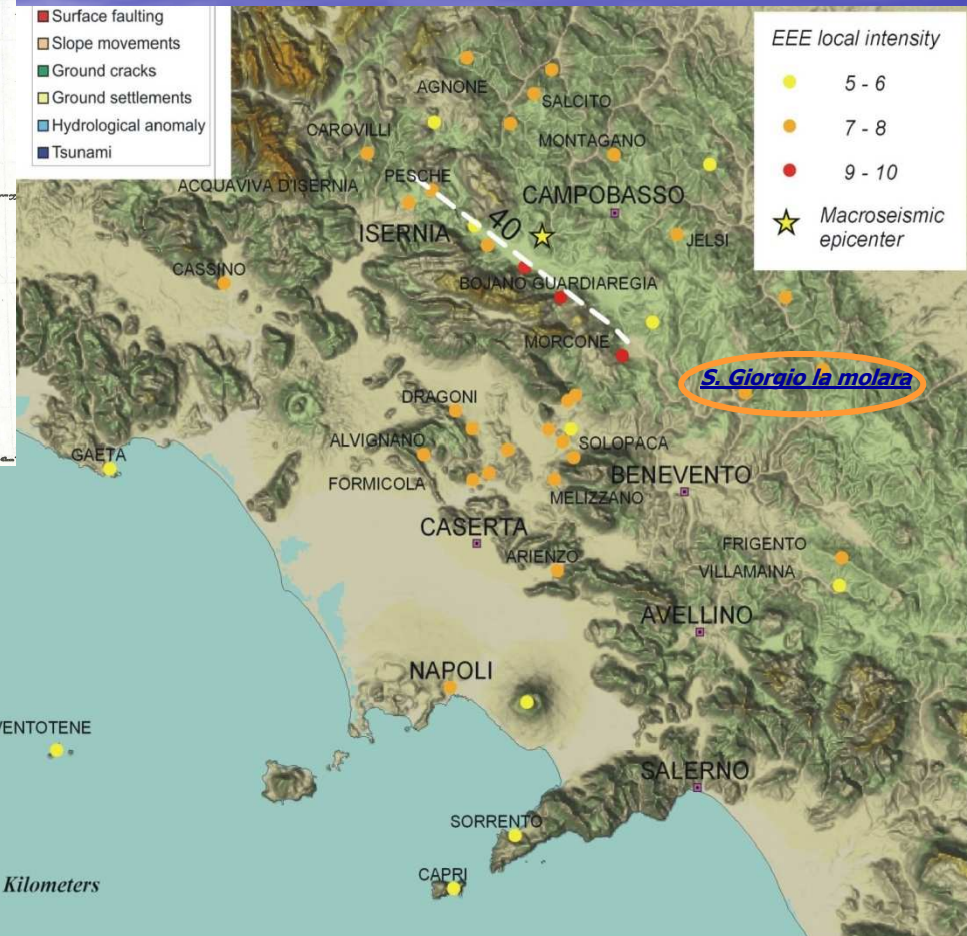 Surface faulting
Slope movements
Ground cracks
Ground settlements
Hydrological anomaly
Tsunami
EEE local intensity
5 - 6
7 - 8
9 - 10
Macroseismic
epicenter
AGNONE
SALCITO
CAROVILLI
MONTAGANO
PESCHE
ACQUAVIVA D'ISERNIA
CAMPOBASSO
40
ISERNIA
JELSI
CASSINO
BOJANO GUARDIAREGIA
MORCONE
S. Giorgio la molara
DRAGONI
ALVIGNANO
SOLOPACA
GAETA
BENEVENTO
FORMICOLA
MELIZZANO
CASERTA
FRIGENTO
ARIENZO
VILLAMAINA
AVELLINO
NAPOLI
VENTOTENE
SALERNO
SORRENTO
CAPRI
Kilometers